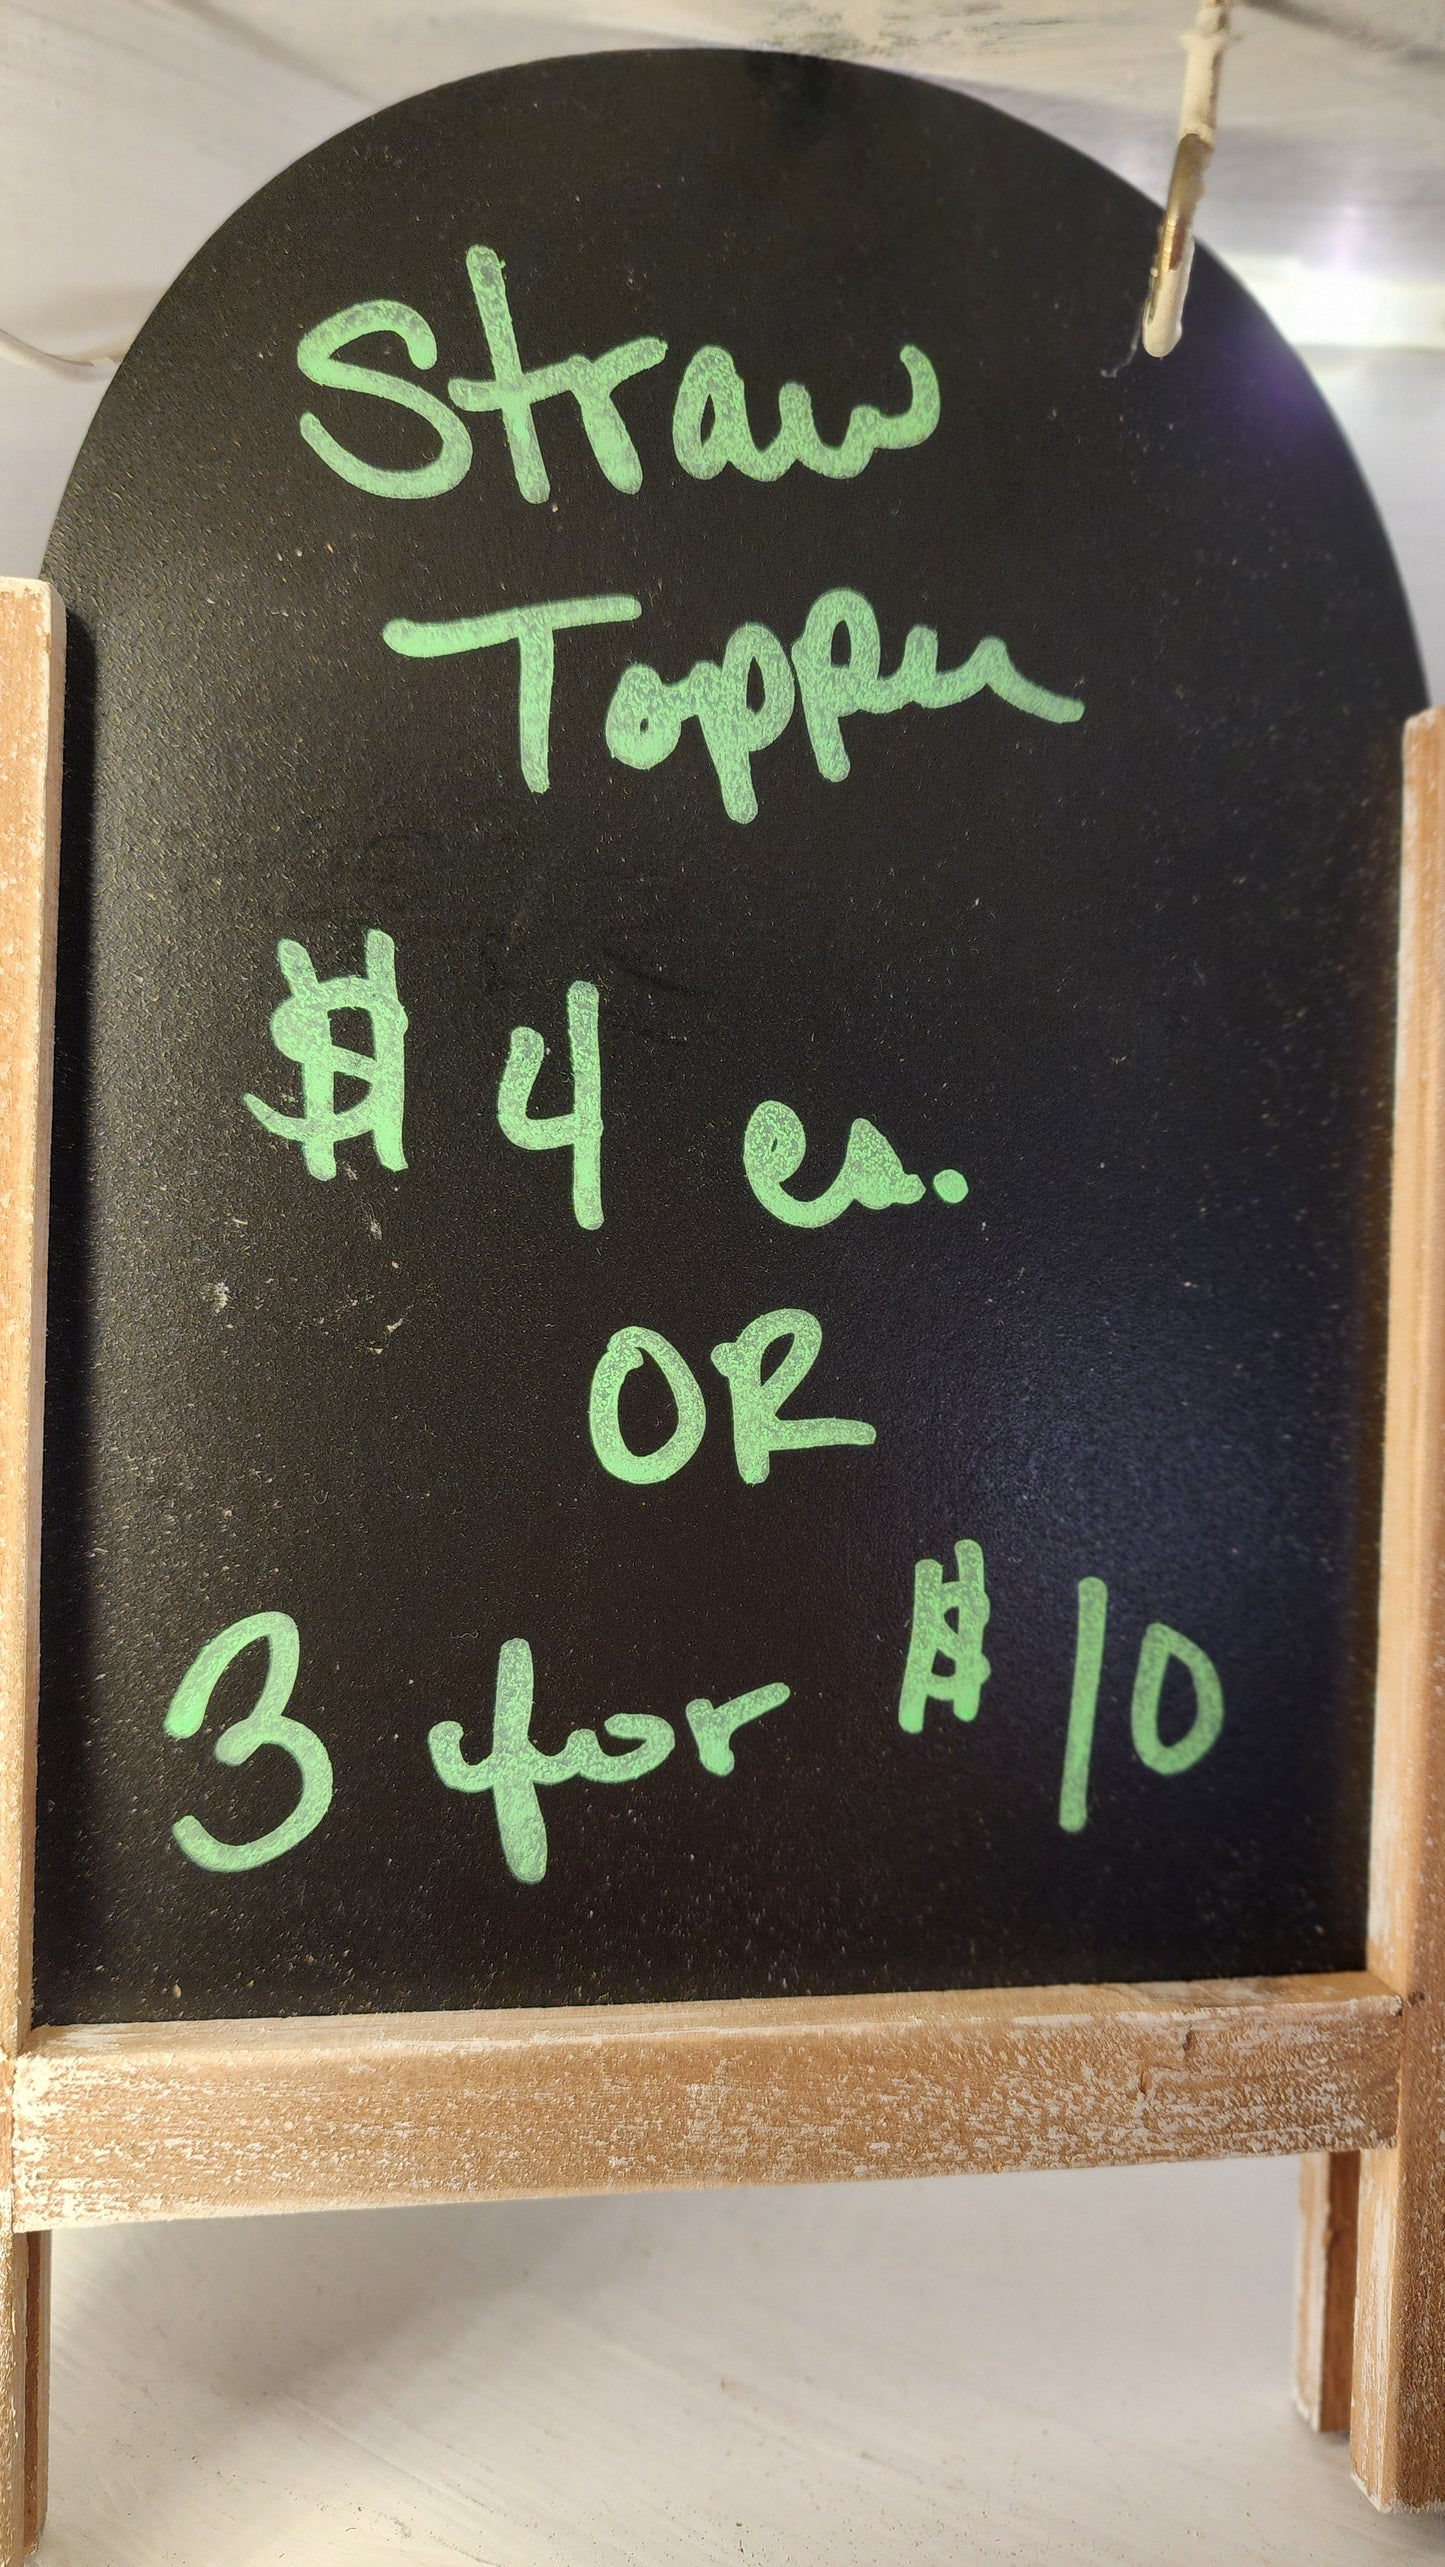 Straw
Topper
$4 ea.
OR
3 for $10